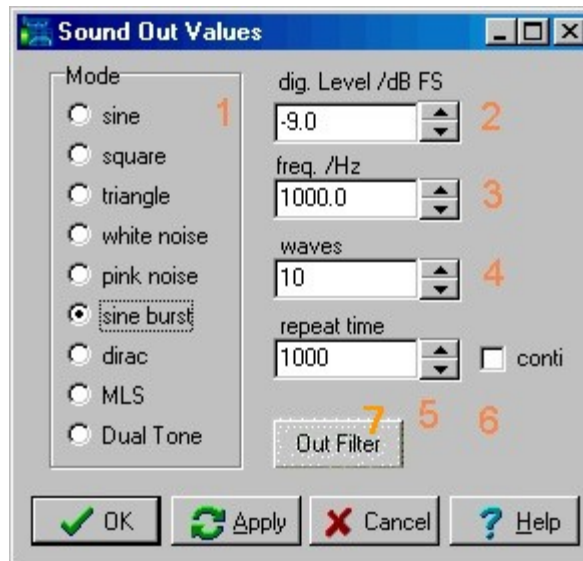 Sound Out Values
Mode
1
sine
square
triangle
white noise
pink noise
sine burst
dirac
MLS
Dual Tone
dig. Level /dB FS
-9.0
2
freq. /Hz
1000.0
3
waves
10
4
repeat time
1000
conti
5
6
7
Out Filter
OK
Apply
Cancel
Help